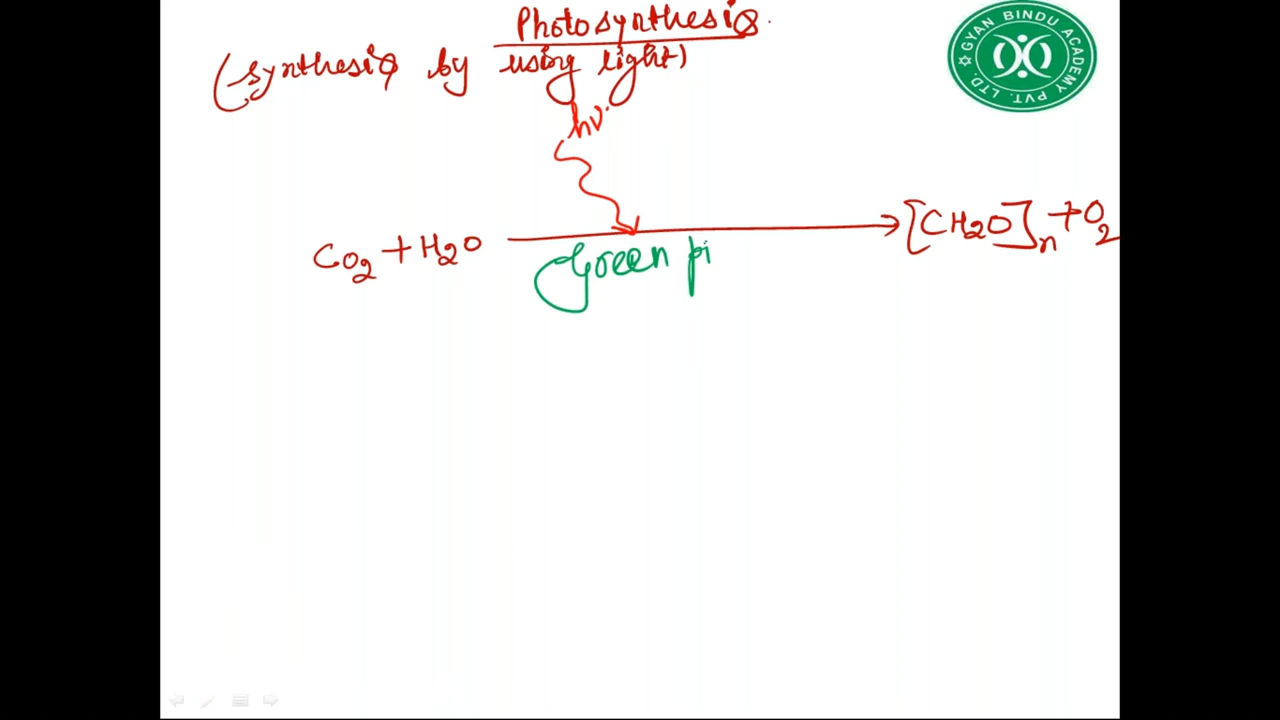 Photosynthesis.
(synthesis by using light)
hν
CO2 + H2O → [CH2O]n + O2
Green pi
GYAN BINDU ACADEMY PVT. LTD.